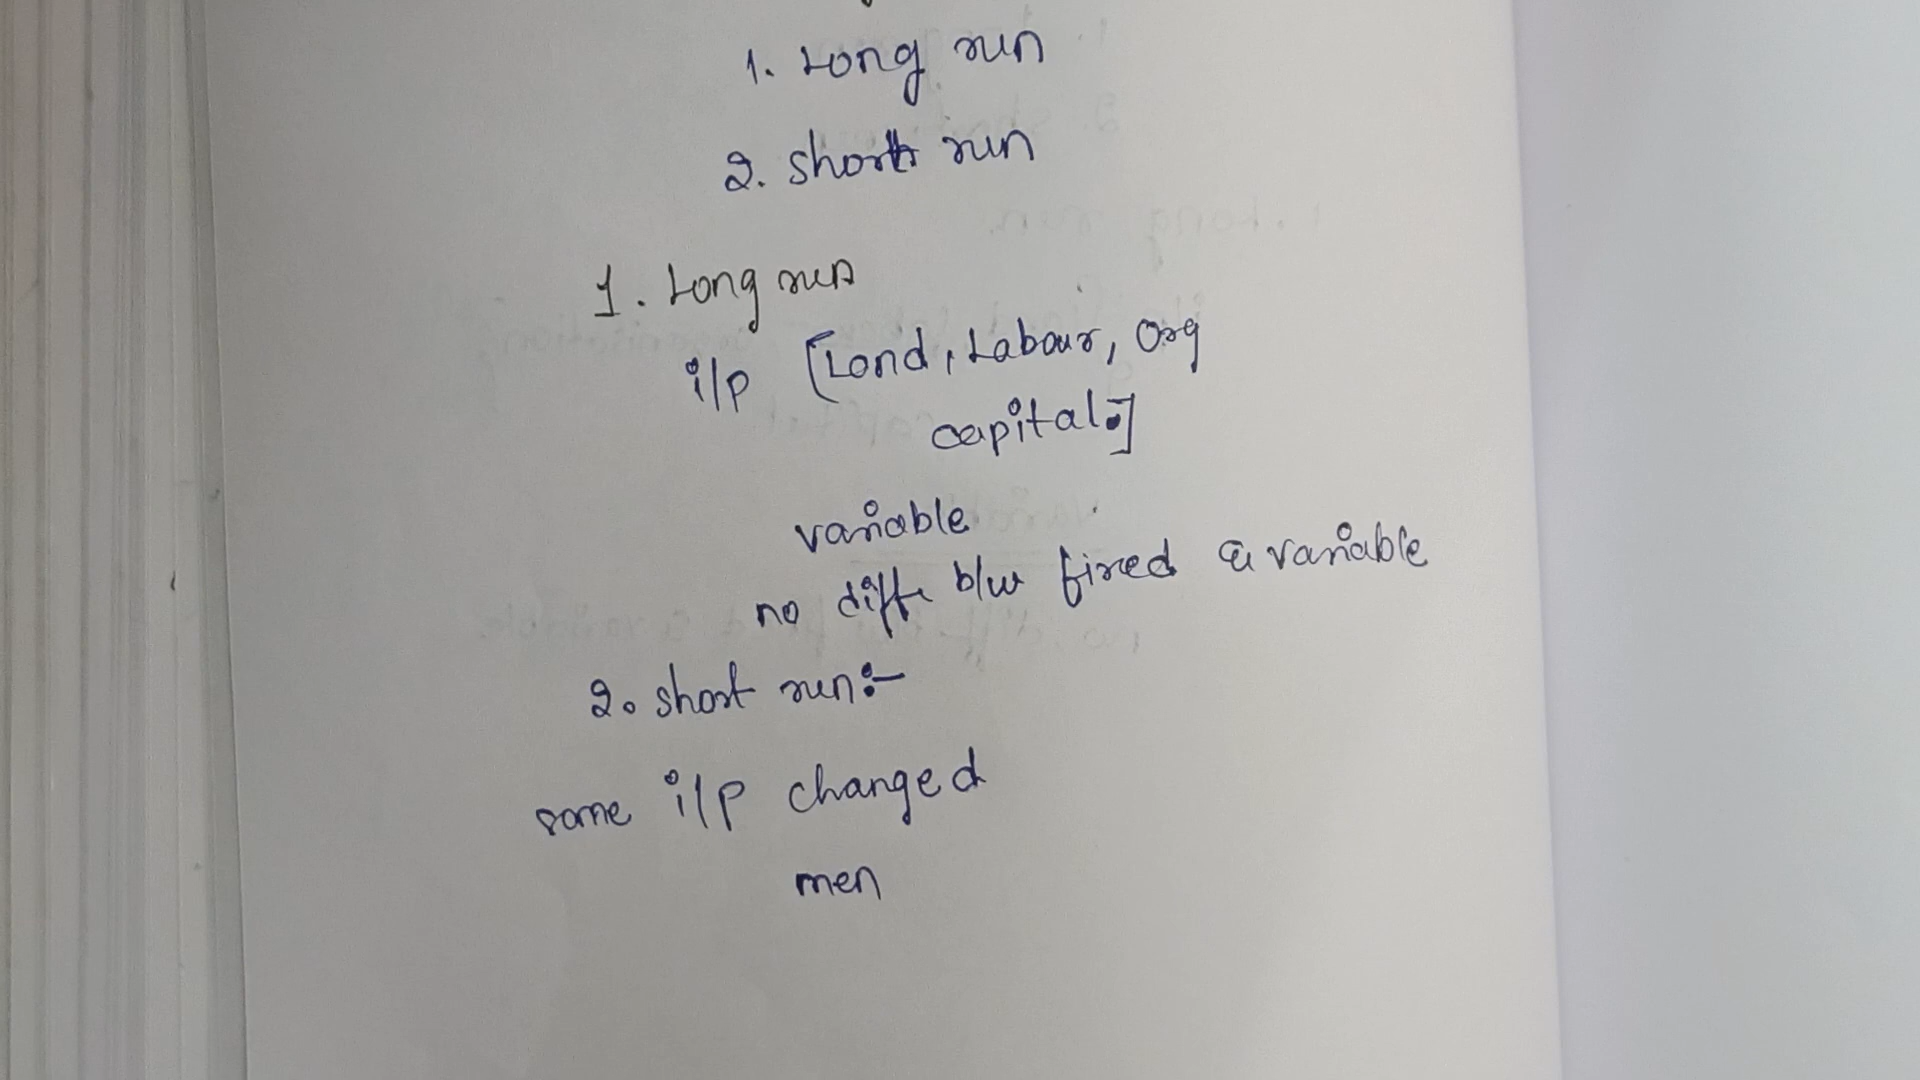 1. Long run
2. short run
1. Long run
i/p [Land, Labour, Org
capital.]
variable
no diff b/w fixed & variable
2. short run:-
some i/p changed
men